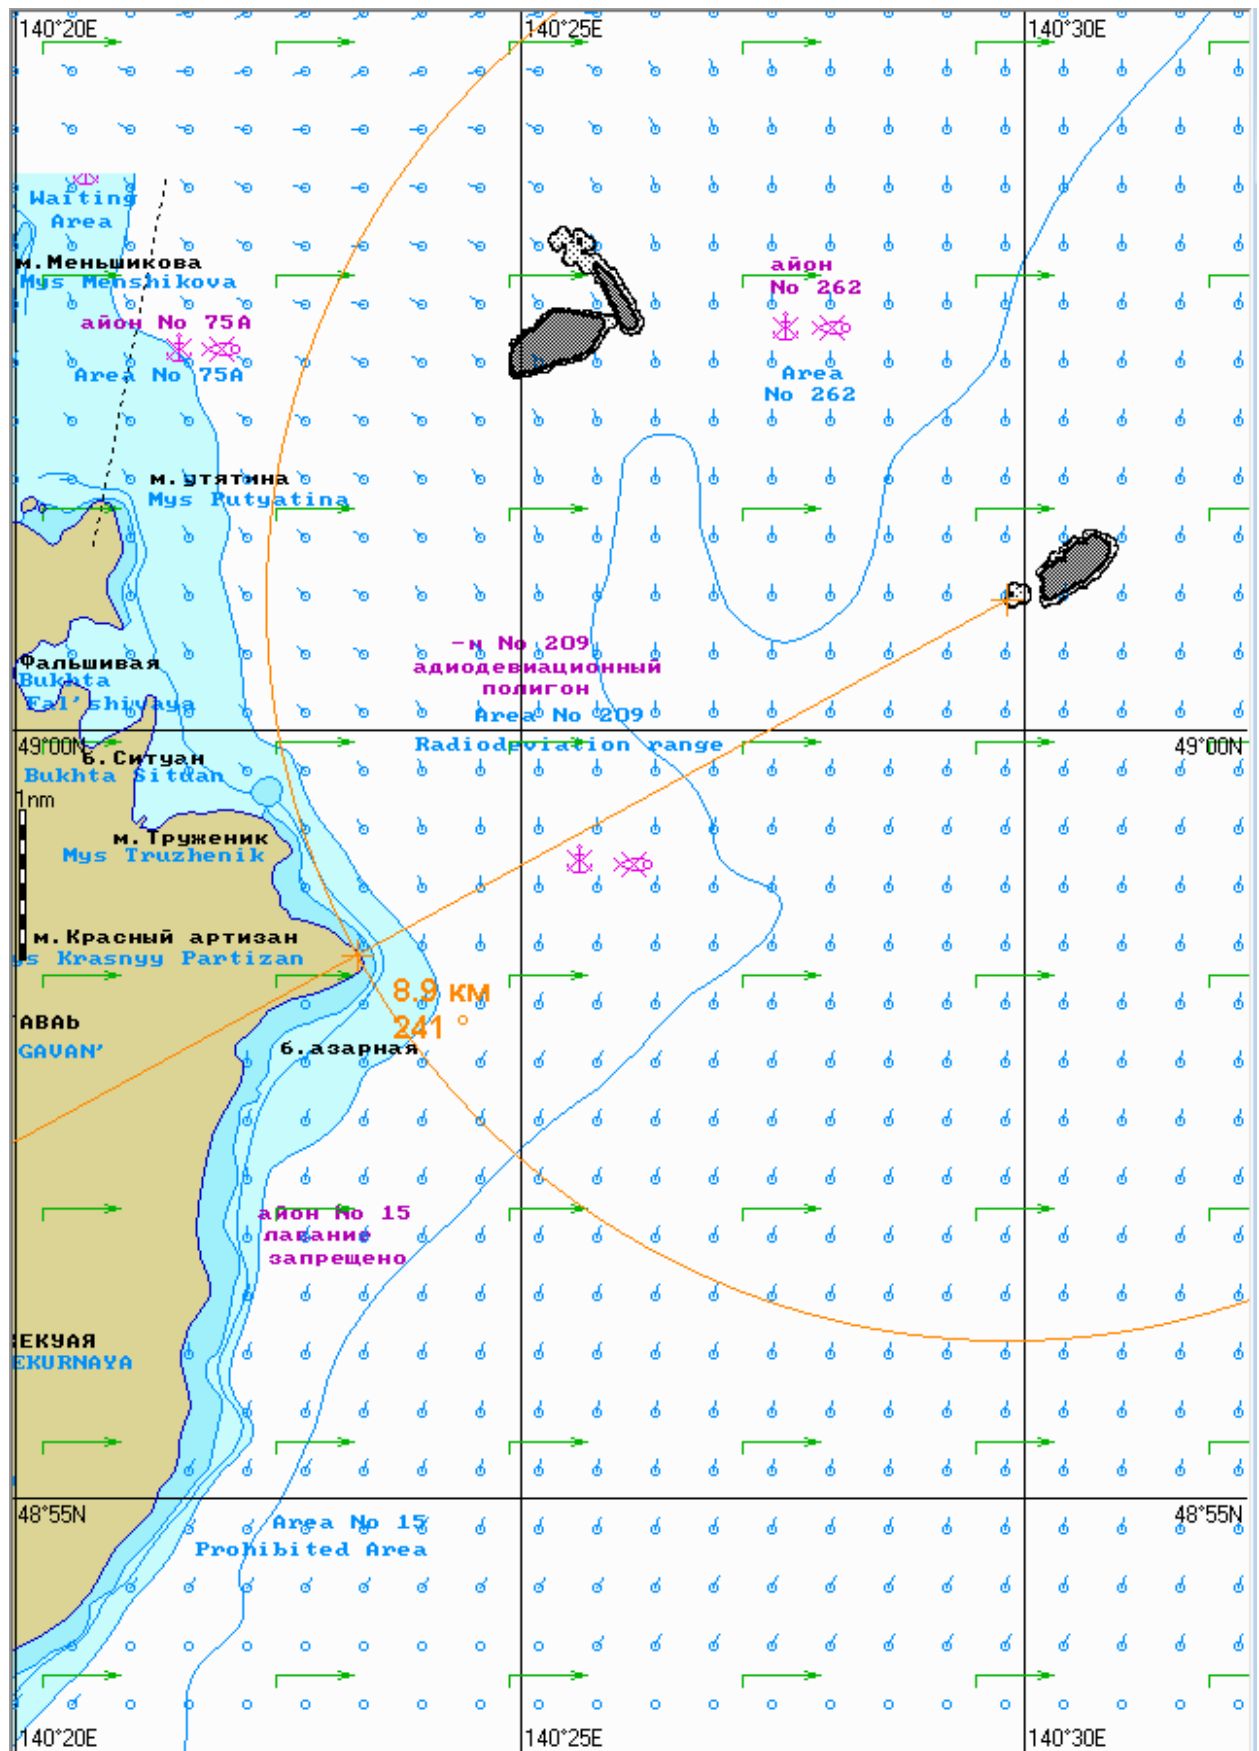 140°20E
140°25E
140°30E
Waiting
Area
м.Меньшикова
Mys Menshikova
айон
No 262
айон No 75A
Area No 75A
Area
No 262
м.утятина
Mys Putyatina
-н No 209
адиодевиационный
полигон
Area No 209
Radiodeviation range
Фальшивая
Bukhta
Fal'shivaya
49°00N
49°00N
б.Ситуан
Bukhta Situan
1nm
м.Труженик
Mys Truzhenik
м.Красный артизан
ys Krasnyy Partizan
8.9 км
241 °
АВАЬ
GAVAN'
б.азарная
айон No 15
лавание
запрещено
ЕКУАЯ
EKURNAYA
48°55N
48°55N
Area No 15
Prohibited Area
140°20E
140°25E
140°30E